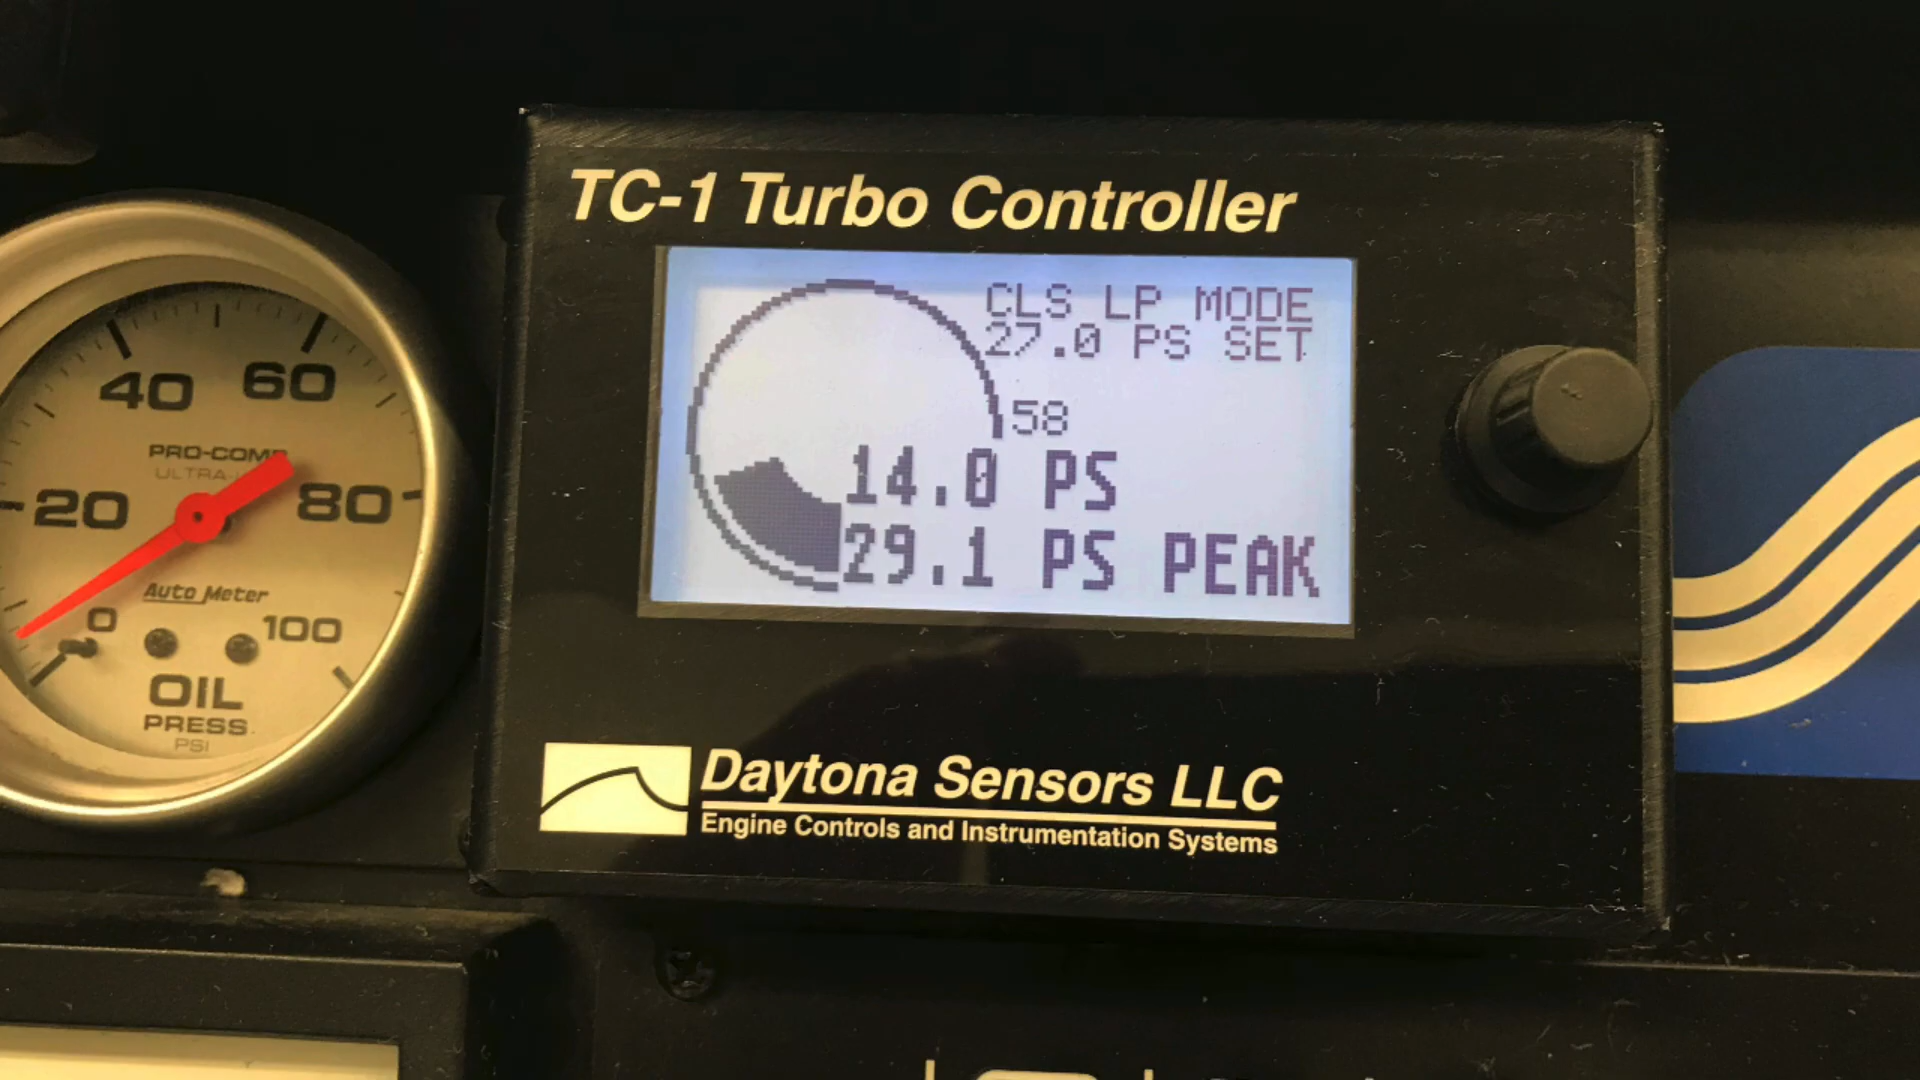 TC-1 Turbo Controller
CLS LP MODE
27.0 PS SET
58
14.0 PS
29.1 PS PEAK
Daytona Sensors LLC
Engine Controls and Instrumentation Systems
40 60
PRO-COMP
20 80
Auto Meter
0 100
OIL
PRESS
PSI